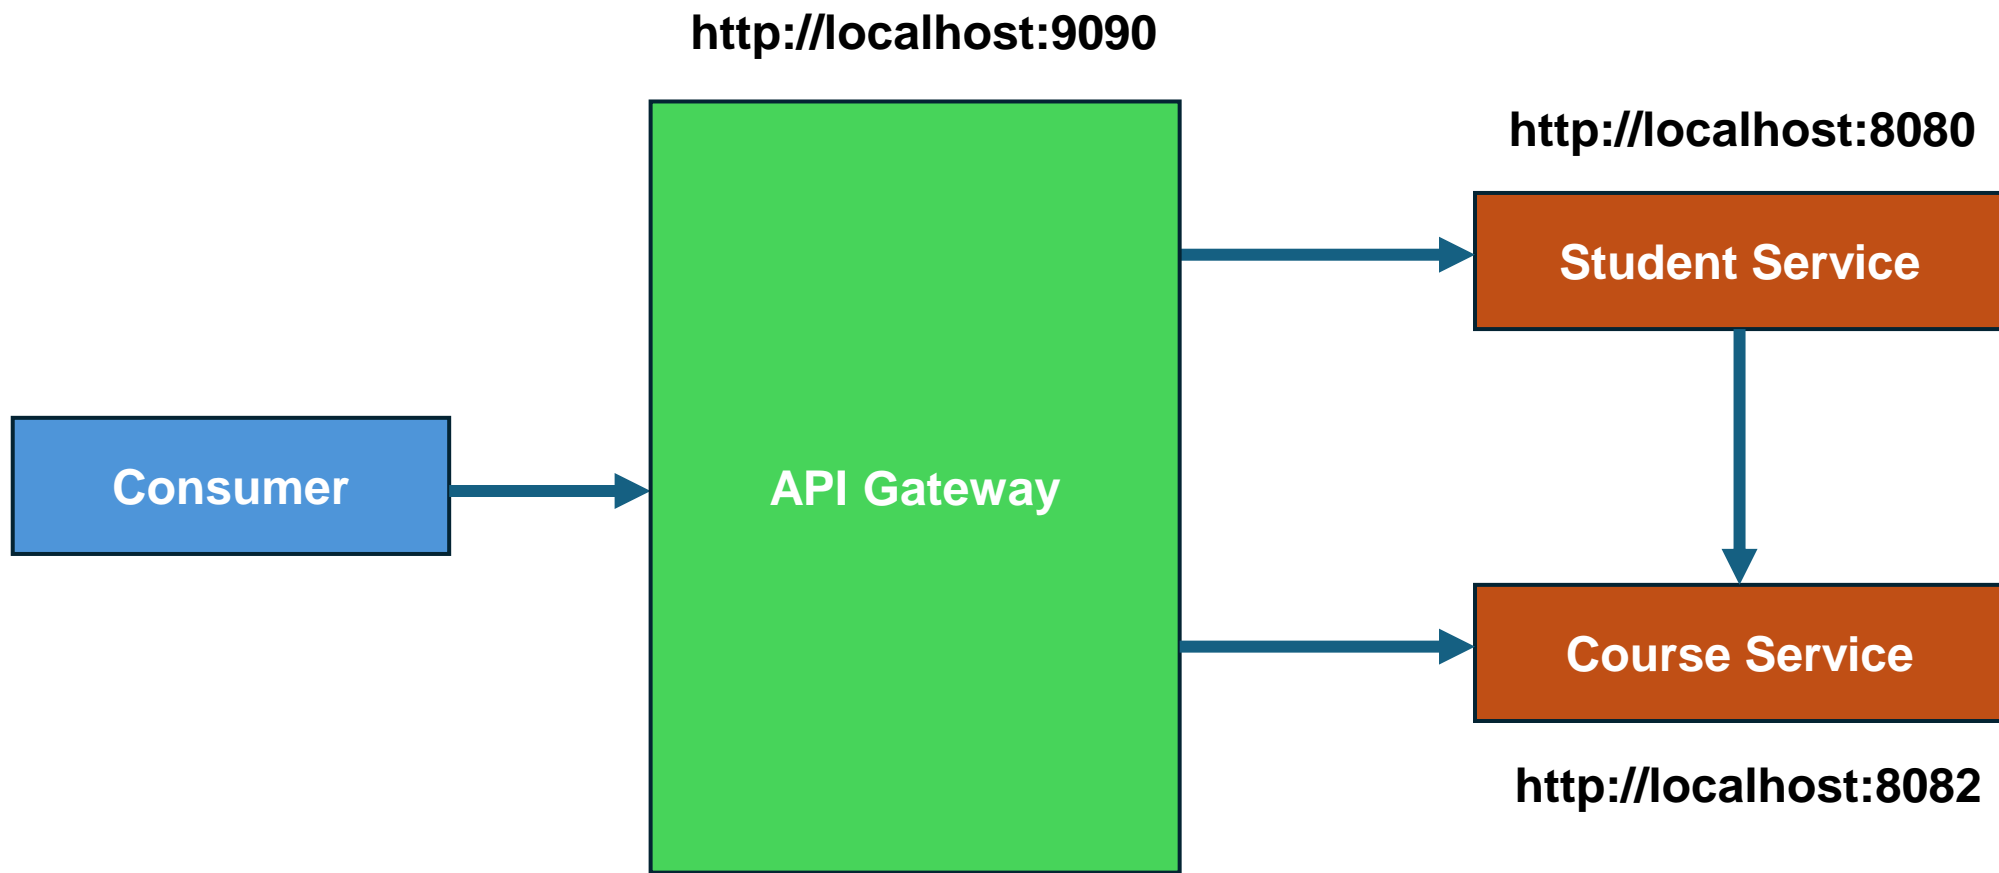 http://localhost:9090
http://localhost:8080
Student Service
Consumer
API Gateway
Course Service
http://localhost:8082